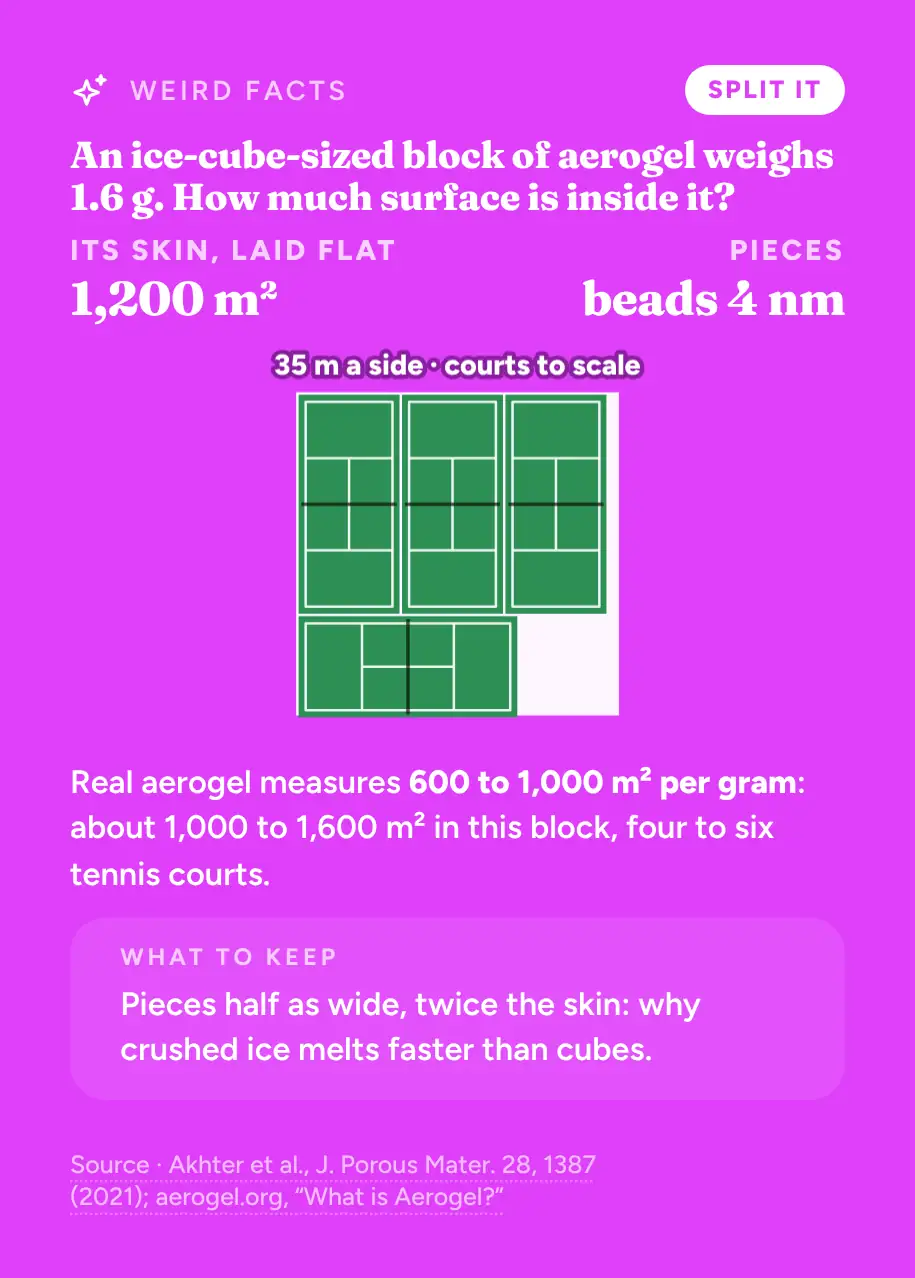 WEIRD FACTS
SPLIT IT
An ice-cube-sized block of aerogel weighs
1.6 g. How much surface is inside it?
ITS SKIN, LAID FLAT
PIECES
1,200 m²
beads 4 nm
35 m a side · courts to scale
Real aerogel measures 600 to 1,000 m² per gram:
about 1,000 to 1,600 m² in this block, four to six
tennis courts.
WHAT TO KEEP
Pieces half as wide, twice the skin: why
crushed ice melts faster than cubes.
Source · Akhter et al., J. Porous Mater. 28, 1387
(2021); aerogel.org, “What is Aerogel?”